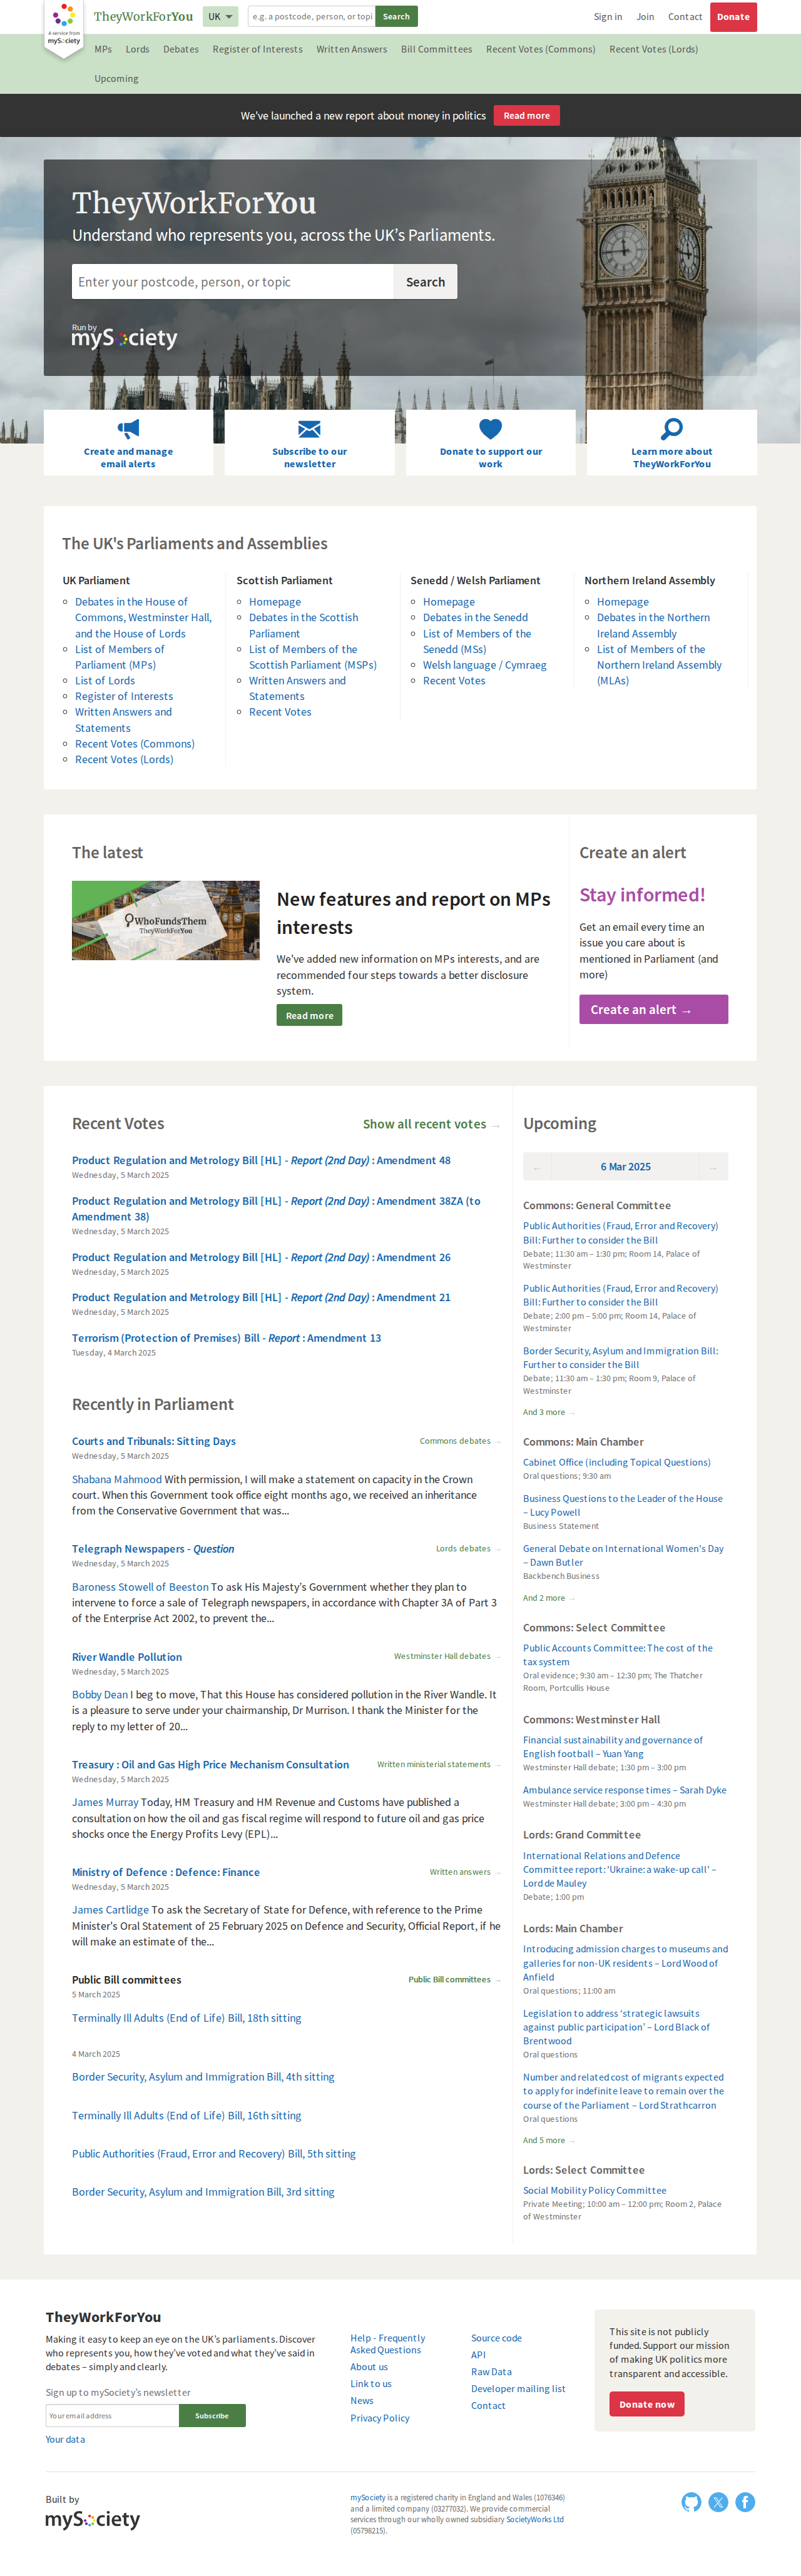 A service from
mySociety
TheyWorkForYou
UK
e.g. a postcode, person, or topi
Search
Sign in
Join
Contact
Donate
MPs
Lords
Debates
Register of Interests
Written Answers
Bill Committees
Recent Votes (Commons)
Recent Votes (Lords)
Upcoming
We've launched a new report about money in politics
Read more
TheyWorkForYou
Understand who represents you, across the UK's Parliaments.
Enter your postcode, person, or topic
Search
Run by
mySociety
Create and manage
email alerts
Subscribe to our
newsletter
Donate to support our
work
Learn more about
TheyWorkForYou
The UK's Parliaments and Assemblies
UK Parliament
Debates in the House of
Commons, Westminster Hall,
and the House of Lords
List of Members of
Parliament (MPs)
List of Lords
Register of Interests
Written Answers and
Statements
Recent Votes (Commons)
Recent Votes (Lords)
Scottish Parliament
Homepage
Debates in the Scottish
Parliament
List of Members of the
Scottish Parliament (MSPs)
Written Answers and
Statements
Recent Votes
Senedd / Welsh Parliament
Homepage
Debates in the Senedd
List of Members of the
Senedd (MSs)
Welsh language / Cymraeg
Recent Votes
Northern Ireland Assembly
Homepage
Debates in the Northern
Ireland Assembly
List of Members of the
Northern Ireland Assembly
(MLAs)
The latest
WhoFundsThem
TheyWorkForYou
New features and report on MPs
interests
We've added new information on MPs interests, and are
recommended four steps towards a better disclosure
system.
Read more
Create an alert
Stay informed!
Get an email every time an
issue you care about is
mentioned in Parliament (and
more)
Create an alert →
Recent Votes
Show all recent votes →
Product Regulation and Metrology Bill [HL] - Report (2nd Day) : Amendment 48
Wednesday, 5 March 2025
Product Regulation and Metrology Bill [HL] - Report (2nd Day) : Amendment 38ZA (to
Amendment 38)
Wednesday, 5 March 2025
Product Regulation and Metrology Bill [HL] - Report (2nd Day) : Amendment 26
Wednesday, 5 March 2025
Product Regulation and Metrology Bill [HL] - Report (2nd Day) : Amendment 21
Wednesday, 5 March 2025
Terrorism (Protection of Premises) Bill - Report : Amendment 13
Tuesday, 4 March 2025
Recently in Parliament
Courts and Tribunals: Sitting Days
Commons debates →
Wednesday, 5 March 2025
Shabana Mahmood With permission, I will make a statement on capacity in the Crown
court. When this Government took office eight months ago, we received an inheritance
from the Conservative Government that was...
Telegraph Newspapers - Question
Lords debates →
Wednesday, 5 March 2025
Baroness Stowell of Beeston To ask His Majesty's Government whether they plan to
intervene to force a sale of Telegraph newspapers, in accordance with Chapter 3A of Part 3
of the Enterprise Act 2002, to prevent the...
River Wandle Pollution
Westminster Hall debates →
Wednesday, 5 March 2025
Bobby Dean I beg to move, That this House has considered pollution in the River Wandle. It
is a pleasure to serve under your chairmanship, Dr Murrison. I thank the Minister for the
reply to my letter of 20...
Treasury : Oil and Gas High Price Mechanism Consultation
Written ministerial statements →
Wednesday, 5 March 2025
James Murray Today, HM Treasury and HM Revenue and Customs have published a
consultation on how the oil and gas fiscal regime will respond to future oil and gas price
shocks once the Energy Profits Levy (EPL)...
Ministry of Defence : Defence: Finance
Written answers →
Wednesday, 5 March 2025
James Cartlidge To ask the Secretary of State for Defence, with reference to the Prime
Minister's Oral Statement of 25 February 2025 on Defence and Security, Official Report, if he
will make an estimate of the...
Public Bill committees
Public Bill committees →
5 March 2025
Terminally Ill Adults (End of Life) Bill, 18th sitting
4 March 2025
Border Security, Asylum and Immigration Bill, 4th sitting
Terminally Ill Adults (End of Life) Bill, 16th sitting
Public Authorities (Fraud, Error and Recovery) Bill, 5th sitting
Border Security, Asylum and Immigration Bill, 3rd sitting
Upcoming
← 6 Mar 2025 →
Commons: General Committee
Public Authorities (Fraud, Error and Recovery)
Bill: Further to consider the Bill
Debate; 11:30 am – 1:30 pm; Room 14, Palace of
Westminster
Public Authorities (Fraud, Error and Recovery)
Bill: Further to consider the Bill
Debate; 2:00 pm – 5:00 pm; Room 14, Palace of
Westminster
Border Security, Asylum and Immigration Bill:
Further to consider the Bill
Debate; 11:30 am – 1:30 pm; Room 9, Palace of
Westminster
And 3 more →
Commons: Main Chamber
Cabinet Office (including Topical Questions)
Oral questions; 9:30 am
Business Questions to the Leader of the House
– Lucy Powell
Business Statement
General Debate on International Women's Day
– Dawn Butler
Backbench Business
And 2 more →
Commons: Select Committee
Public Accounts Committee: The cost of the
tax system
Oral evidence; 9:30 am – 12:30 pm; The Thatcher
Room, Portcullis House
Commons: Westminster Hall
Financial sustainability and governance of
English football – Yuan Yang
Westminster Hall debate; 1:30 pm – 3:00 pm
Ambulance service response times – Sarah Dyke
Westminster Hall debate; 3:00 pm – 4:30 pm
Lords: Grand Committee
International Relations and Defence
Committee report: 'Ukraine: a wake-up call' –
Lord de Mauley
Debate; 1:00 pm
Lords: Main Chamber
Introducing admission charges to museums and
galleries for non-UK residents – Lord Wood of
Anfield
Oral questions; 11:00 am
Legislation to address 'strategic lawsuits
against public participation' – Lord Black of
Brentwood
Oral questions
Number and related cost of migrants expected
to apply for indefinite leave to remain over the
course of the Parliament – Lord Strathcarron
Oral questions
And 5 more →
Lords: Select Committee
Social Mobility Policy Committee
Private Meeting; 10:00 am – 12:00 pm; Room 2, Palace
of Westminster
TheyWorkForYou
Making it easy to keep an eye on the UK's parliaments. Discover
who represents you, how they've voted and what they've said in
debates – simply and clearly.
Sign up to mySociety's newsletter
Your email address
Subscribe
Your data
Help - Frequently
Asked Questions
About us
Link to us
News
Privacy Policy
Source code
API
Raw Data
Developer mailing list
Contact
This site is not publicly
funded. Support our mission
of making UK politics more
transparent and accessible.
Donate now
Built by
mySociety
mySociety is a registered charity in England and Wales (1076346)
and a limited company (03277032). We provide commercial
services through our wholly owned subsidiary SocietyWorks Ltd
(05798215).